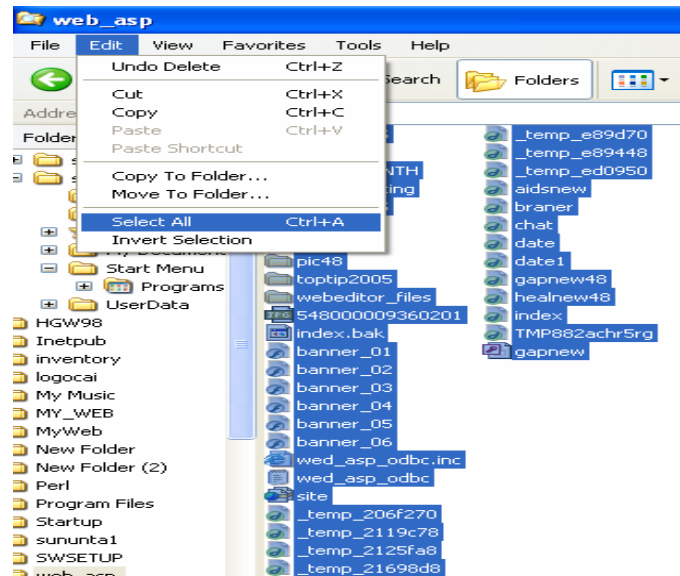 web_asp
File Edit View Favorites Tools Help
Undo Delete Ctrl+Z
Cut Ctrl+X
Copy Ctrl+C
Paste Ctrl+V
Paste Shortcut
Copy To Folder...
Move To Folder...
Select All Ctrl+A
Invert Selection
Search Folders
Addre
Folder
Start Menu
Programs
UserData
HGW98
Inetpub
inventory
logocai
My Music
MY_WEB
MyWeb
New Folder
New Folder (2)
Perl
Program Files
Startup
sununta1
SWSETUP
web_asp
pic48
toptip2005
webeditor_files
548000009360201
index.bak
banner_01
banner_02
banner_03
banner_04
banner_05
banner_06
wed_asp_odbc.inc
wed_asp_odbc
site
_temp_206f270
_temp_2119c78
_temp_2125fa8
_temp_21698d8
_temp_e89d70
_temp_e89448
_temp_ed0950
aidsnew
braner
chat
date
date1
gapnew48
healnew48
index
TMP882achr5rg
gapnew